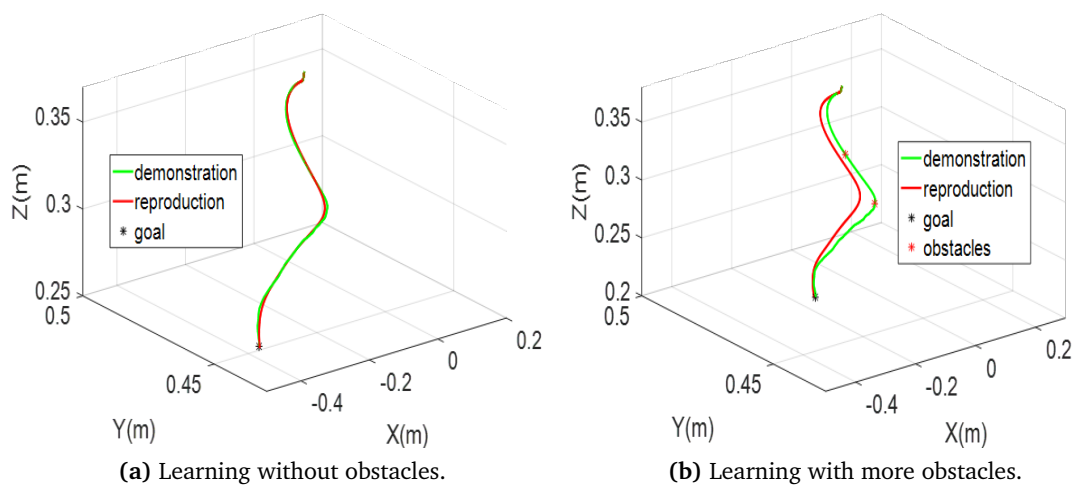 0.35
0.3
0.25
0.5
0.45
Z(m)
Y(m)
X(m)
-0.4
-0.2
0
0.2
demonstration
reproduction
goal
(a) Learning without obstacles.
0.35
0.3
0.25
0.2
0.5
0.45
Z(m)
Y(m)
X(m)
-0.4
-0.2
0
0.2
demonstration
reproduction
goal
obstacles
(b) Learning with more obstacles.